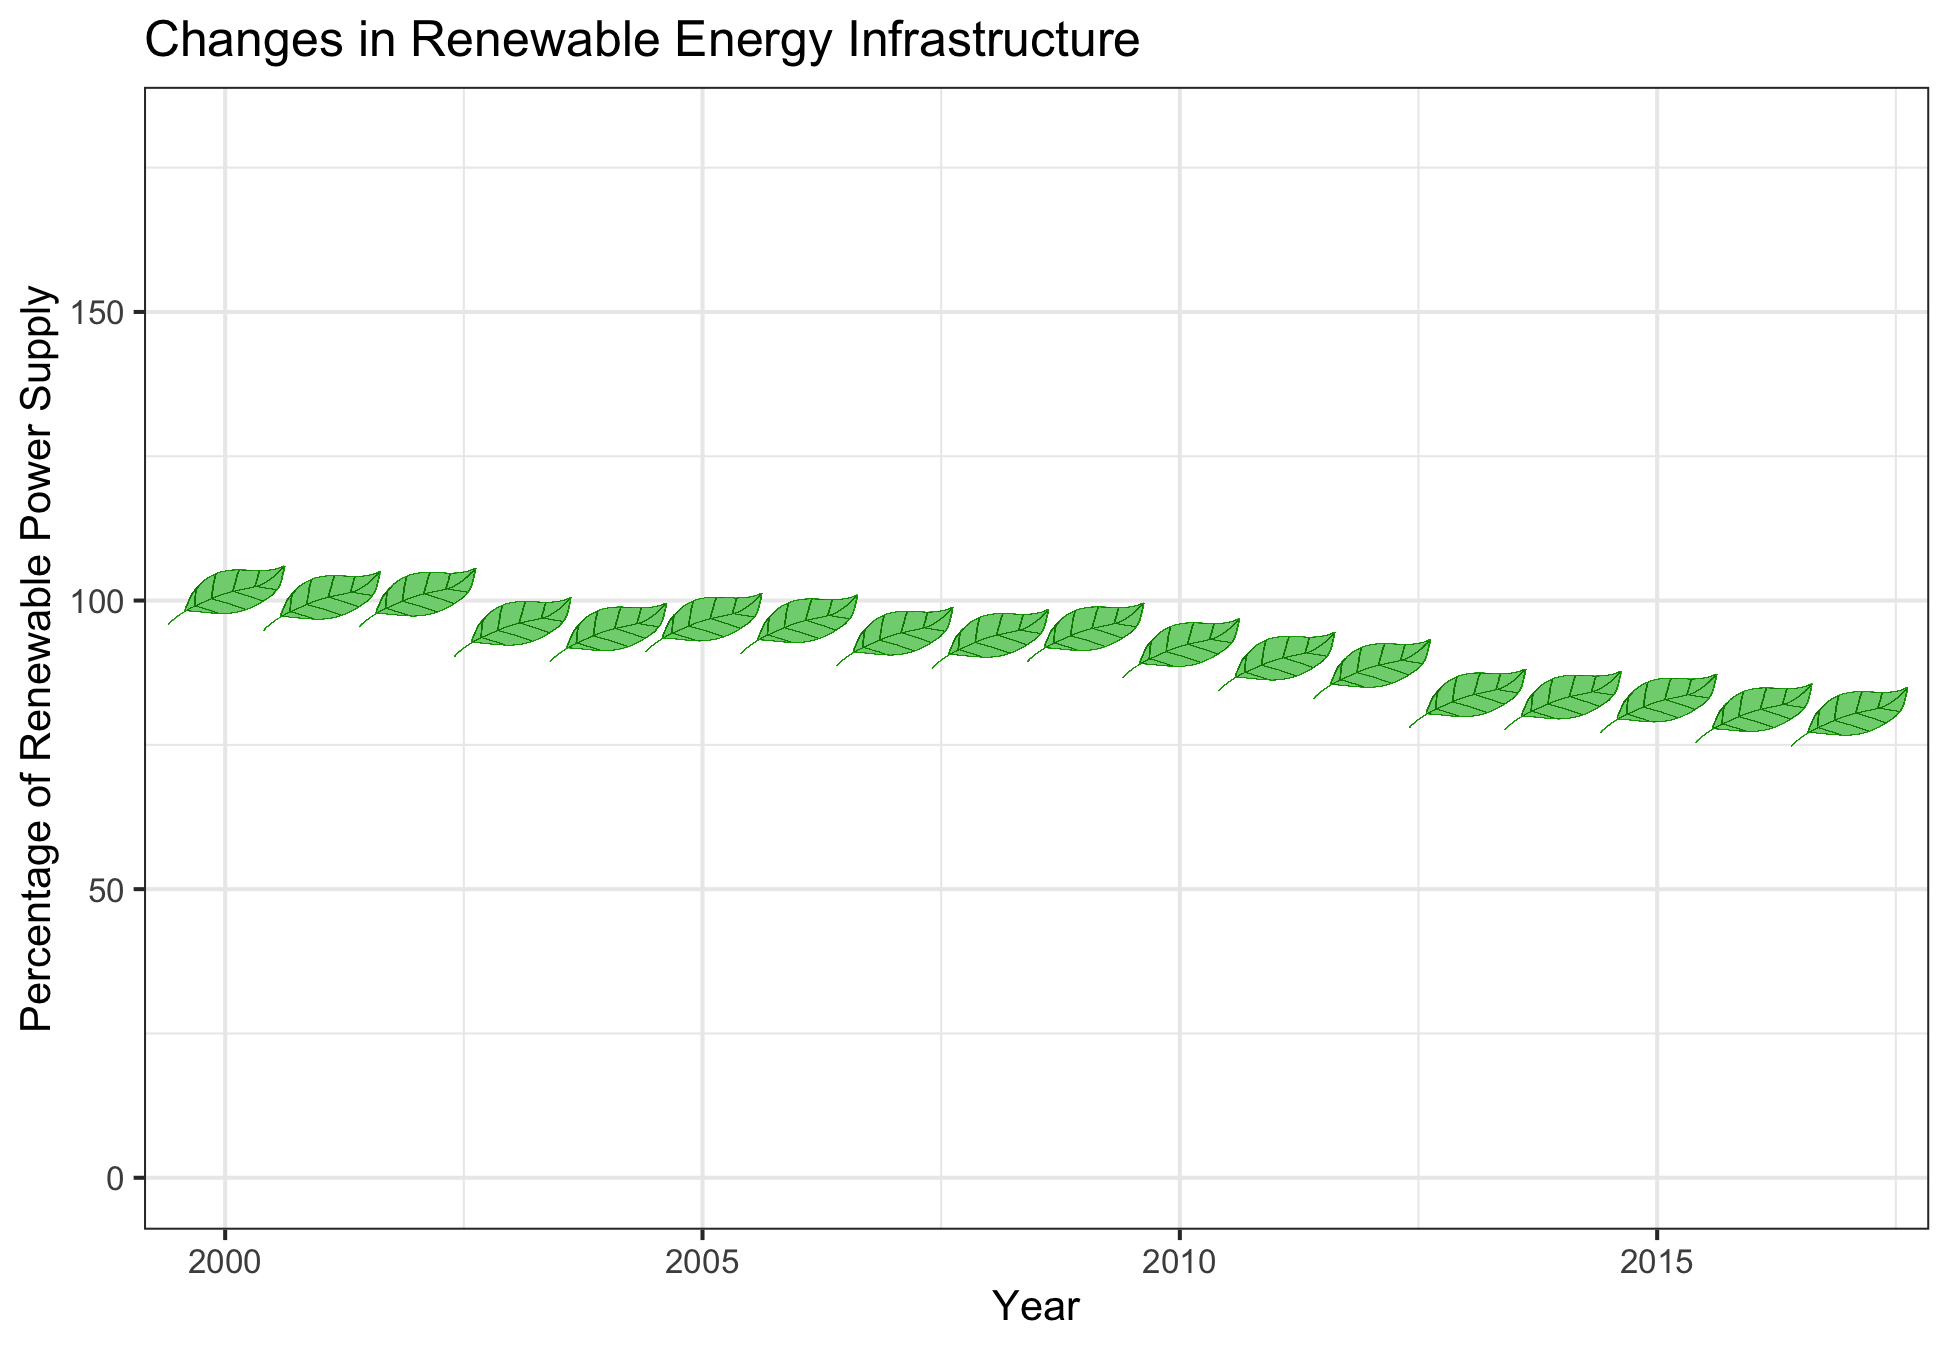 Changes in Renewable Energy Infrastructure
Percentage of Renewable Power Supply
150
100
50
0
2000 2005 2010 2015
Year